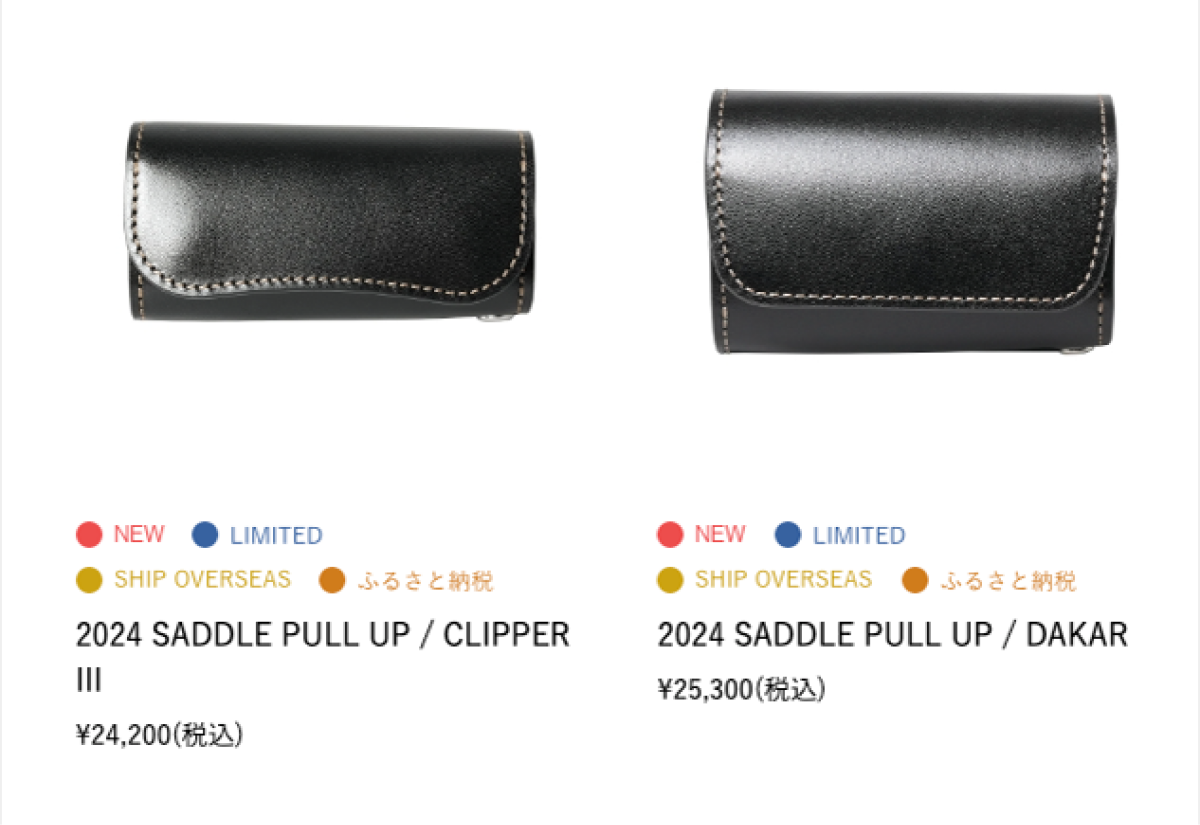 NEW LIMITED
SHIP OVERSEAS ふるさと納税
2024 SADDLE PULL UP / CLIPPER
III
¥24,200(税込)
NEW LIMITED
SHIP OVERSEAS ふるさと納税
2024 SADDLE PULL UP / DAKAR
¥25,300(税込)